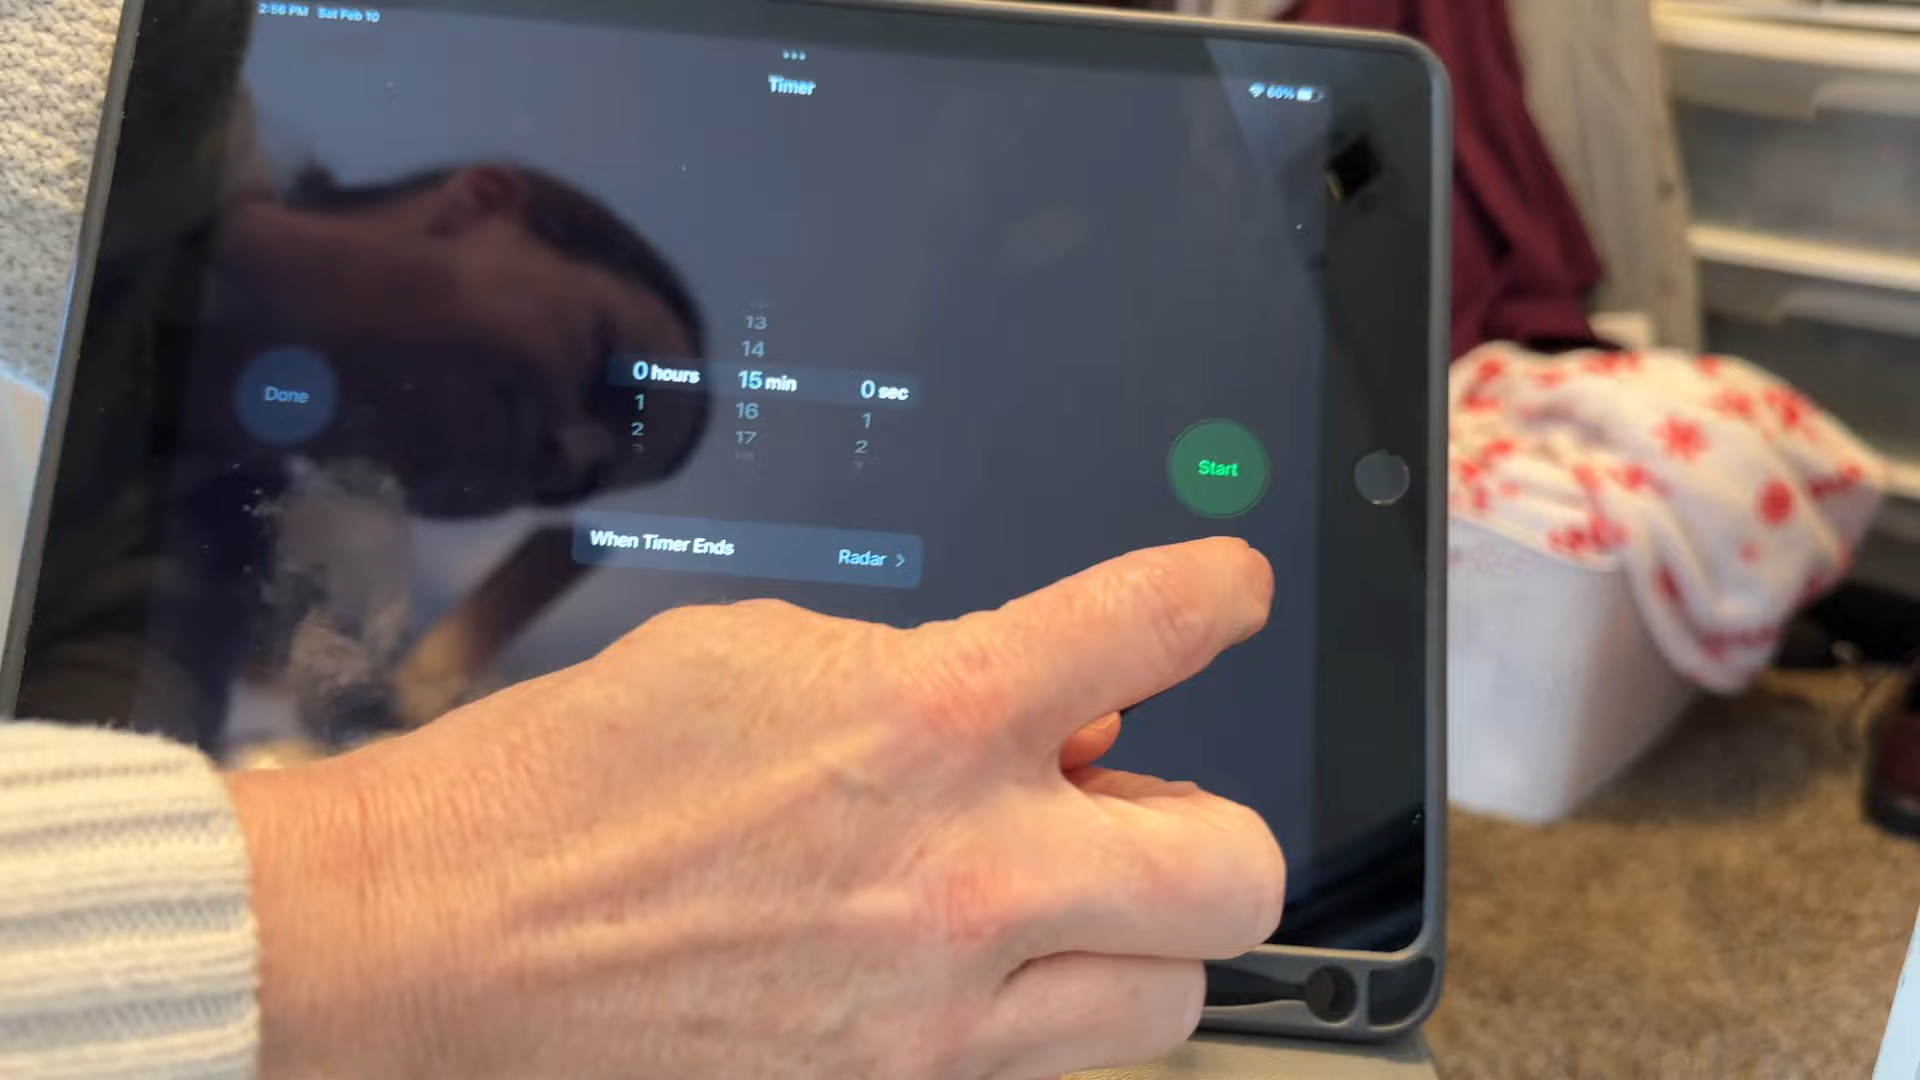 2:58 PM Sat Feb 10
Timer
60%
13
14
0 hours 15 min 0 sec
1 16 1
2 17 2
Done
Start
When Timer Ends Radar >